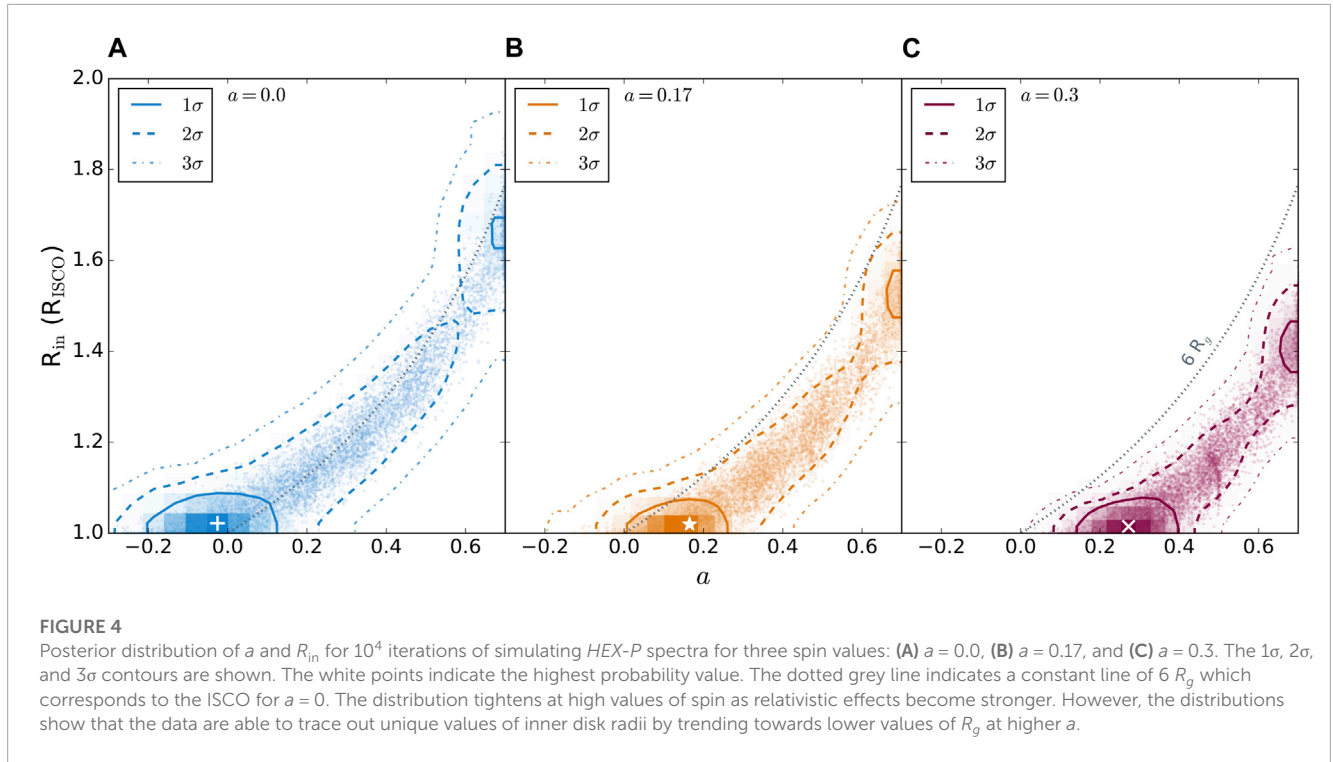 A
B
C
a = 0.0
1σ
2σ
3σ
a = 0.17
1σ
2σ
3σ
a = 0.3
1σ
2σ
3σ
6 Rg
2.0
1.8
1.6
1.4
1.2
1.0
Rin (RISCO)
−0.2 0.0 0.2 0.4 0.6
−0.2 0.0 0.2 0.4 0.6
−0.2 0.0 0.2 0.4 0.6
a
FIGURE 4
Posterior distribution of a and Rin for 10⁴ iterations of simulating HEX-P spectra for three spin values: (A) a = 0.0, (B) a = 0.17, and (C) a = 0.3. The 1σ, 2σ,
and 3σ contours are shown. The white points indicate the highest probability value. The dotted grey line indicates a constant line of 6 Rg which
corresponds to the ISCO for a = 0. The distribution tightens at high values of spin as relativistic effects become stronger. However, the distributions
show that the data are able to trace out unique values of inner disk radii by trending towards lower values of Rg at higher a.